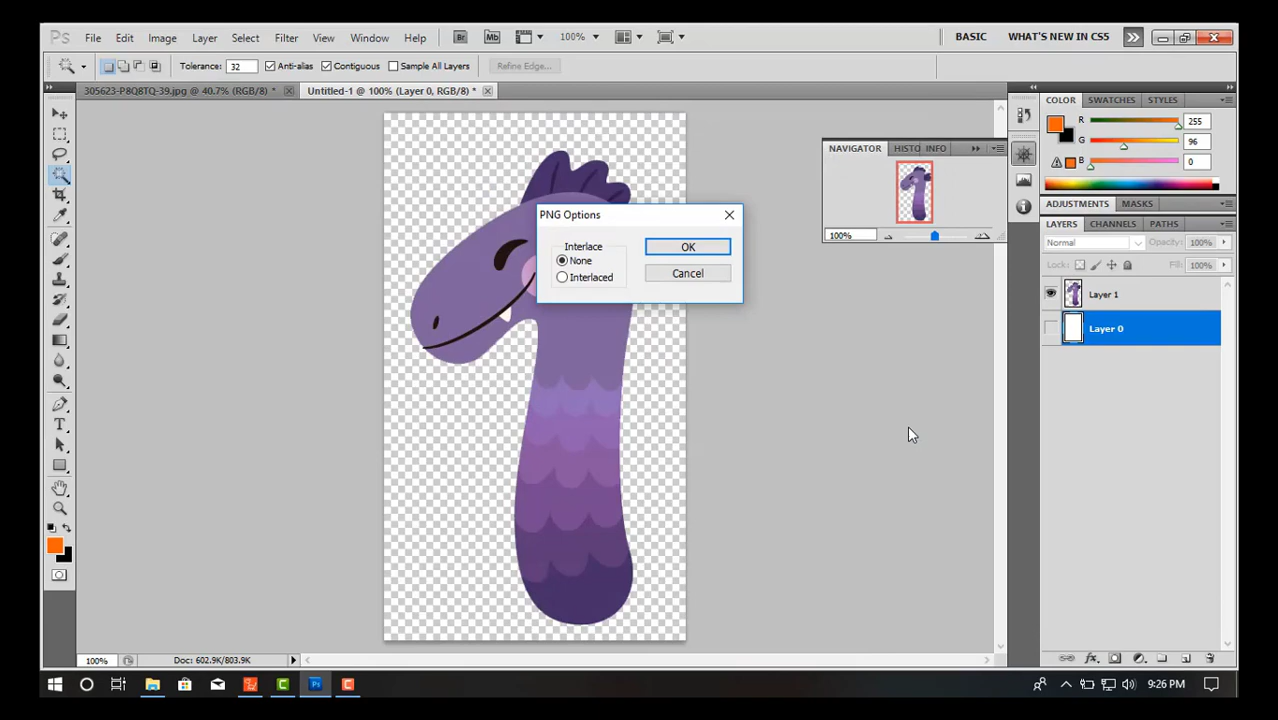 Ps File Edit Image Layer Select Filter View Window Help Br Mb 100% BASIC WHAT'S NEW IN CS5
Tolerance: 32 Anti-alias Contiguous Sample All Layers Refine Edge...
305623-P8Q8TQ-39.jpg @ 40.7% (RGB/8) * Untitled-1 @ 100% (Layer 0, RGB/8) *
COLOR SWATCHES STYLES
R 255
G 96
B 0
NAVIGATOR HISTO INFO
100%
ADJUSTMENTS MASKS
LAYERS CHANNELS PATHS
Normal Opacity: 100%
Lock: Fill: 100%
Layer 1
Layer 0
PNG Options
Interlace
None
Interlaced
OK
Cancel
fx
100% Doc: 602.9K/803.9K
Ps 9:26 PM